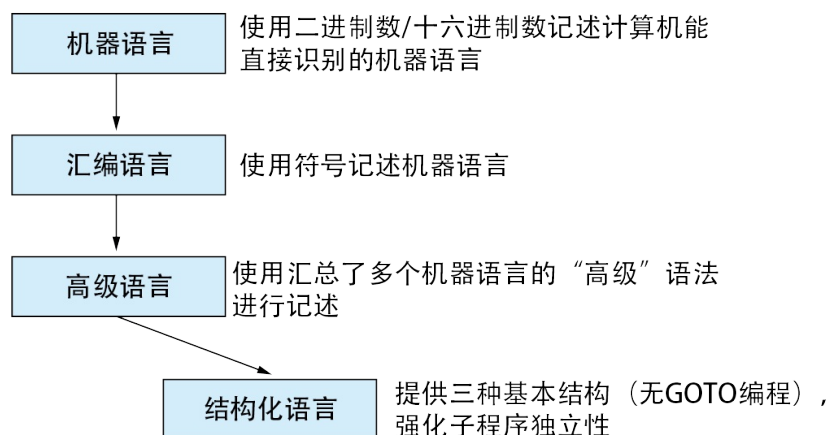 机器语言
使用二进制数/十六进制数记述计算机能
直接识别的机器语言
汇编语言
使用符号记述机器语言
高级语言
使用汇总了多个机器语言的“高级”语法
进行记述
结构化语言
提供三种基本结构（无GOTO编程）,
强化子程序独立性